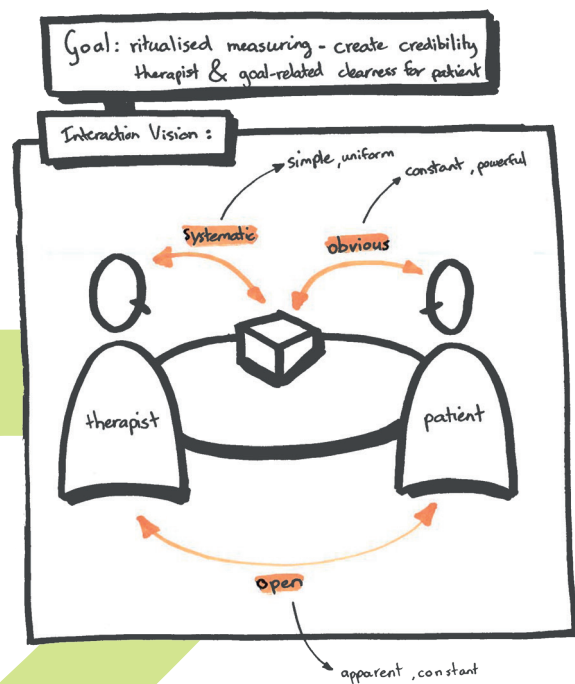 Goal: ritualised measuring - create credibility
therapist & goal-related clearness for patient
Interaction Vision:
simple, uniform
constant, powerful
systematic
obvious
therapist
patient
open
apparent, constant